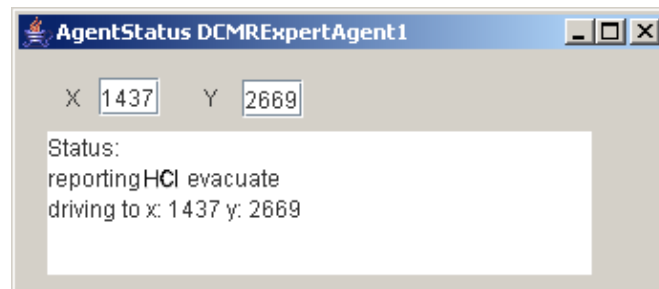 AgentStatus DCMRExpertAgent1
X 1437 Y 2669
Status:
reporting HCl evacuate
driving to x: 1437 y: 2669